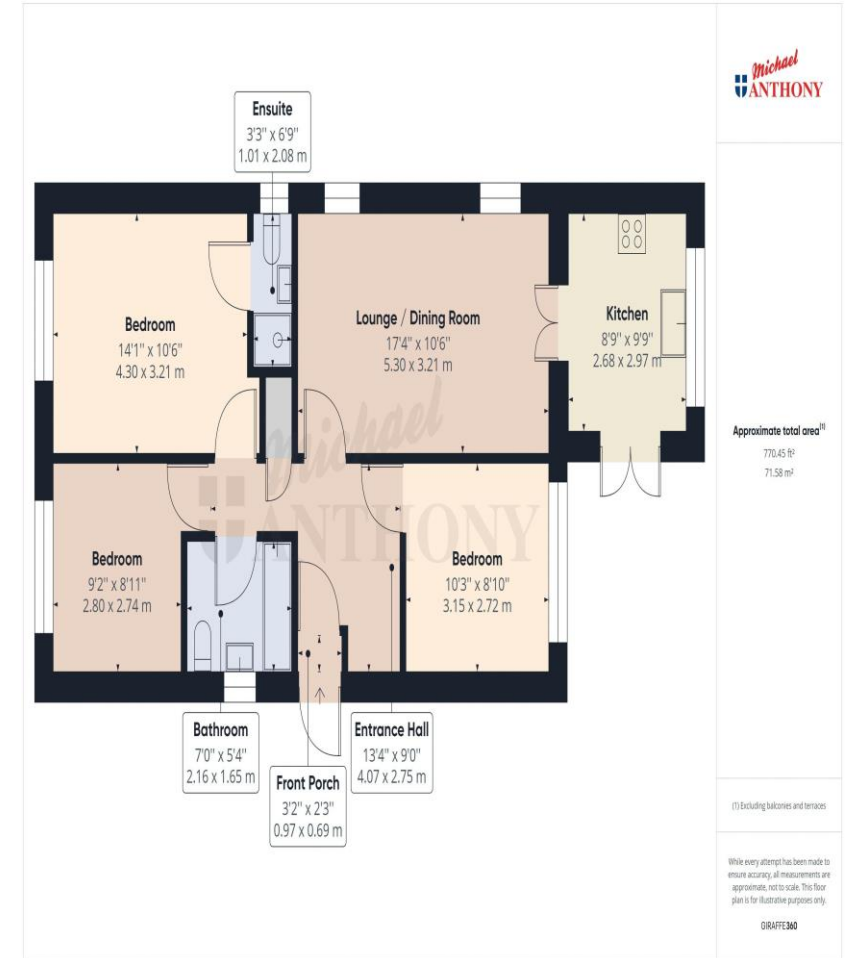 Michael
ANTHONY
Ensuite
3'3" x 6'9"
1.01 x 2.08 m
Bedroom
14'1" x 10'6"
4.30 x 3.21 m
Lounge / Dining Room
17'4" x 10'6"
5.30 x 3.21 m
Kitchen
8'9" x 9'9"
2.68 x 2.97 m
Michael
ANTHONY
Bedroom
9'2" x 8'11"
2.80 x 2.74 m
Bedroom
10'3" x 8'10"
3.15 x 2.72 m
Bathroom
7'0" x 5'4"
2.16 x 1.65 m
Front Porch
3'2" x 2'3"
0.97 x 0.69 m
Entrance Hall
13'4" x 9'0"
4.07 x 2.75 m
Approximate total area(1)
770.45 ft²
71.58 m²
(1) Excluding balconies and terraces
While every attempt has been made to
ensure accuracy, all measurements are
approximate, not to scale. This floor
plan is for illustrative purposes only.
GIRAFFE360